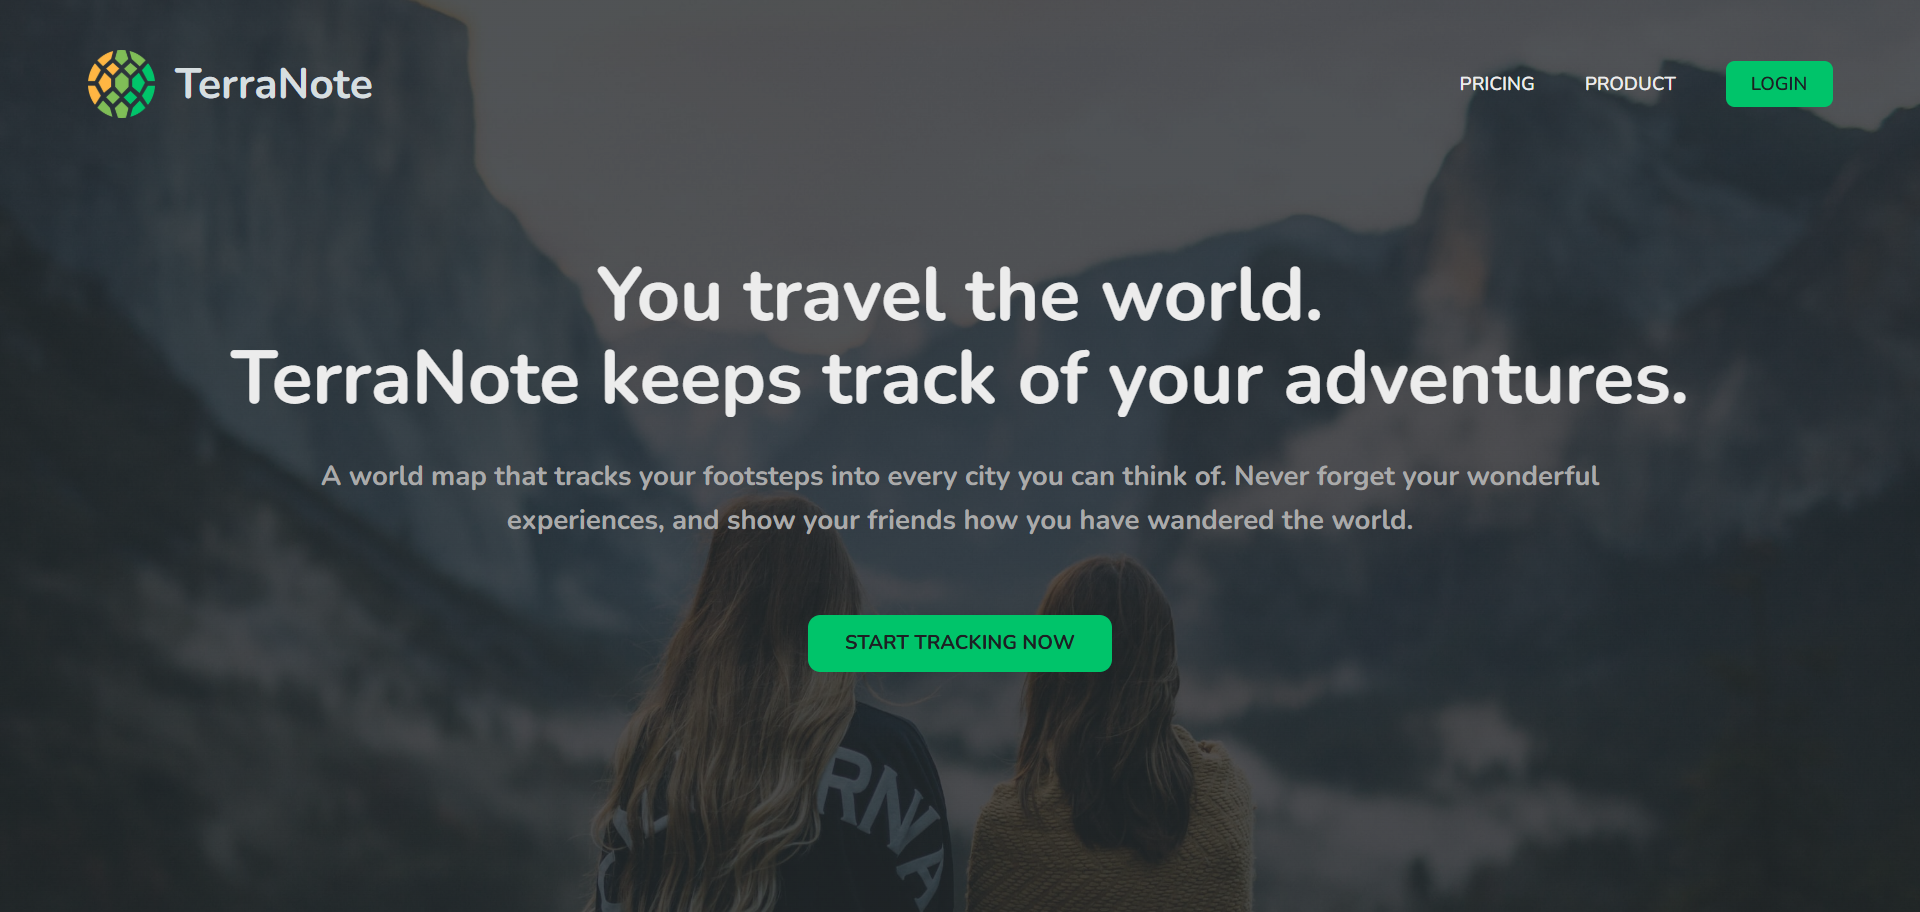 TerraNote
PRICING
PRODUCT
LOGIN
You travel the world.
TerraNote keeps track of your adventures.
A world map that tracks your footsteps into every city you can think of. Never forget your wonderful
experiences, and show your friends how you have wandered the world.
START TRACKING NOW
RNA